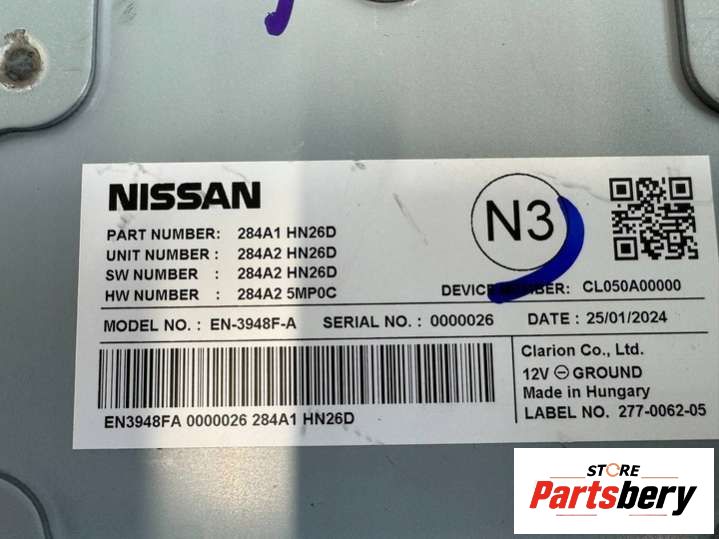 NISSAN
N3
PART NUMBER: 284A1 HN26D
UNIT NUMBER : 284A2 HN26D
SW NUMBER : 284A2 HN26D
HW NUMBER : 284A2 5MP0C
DEVICE NUMBER: CL050A00000
MODEL NO. : EN-3948F-A SERIAL NO. : 0000026 DATE : 25/01/2024
Clarion Co., Ltd.
12V ⊖ GROUND
Made in Hungary
EN3948FA 0000026 284A1 HN26D
LABEL NO. 277-0062-05
STORE
Partsbery